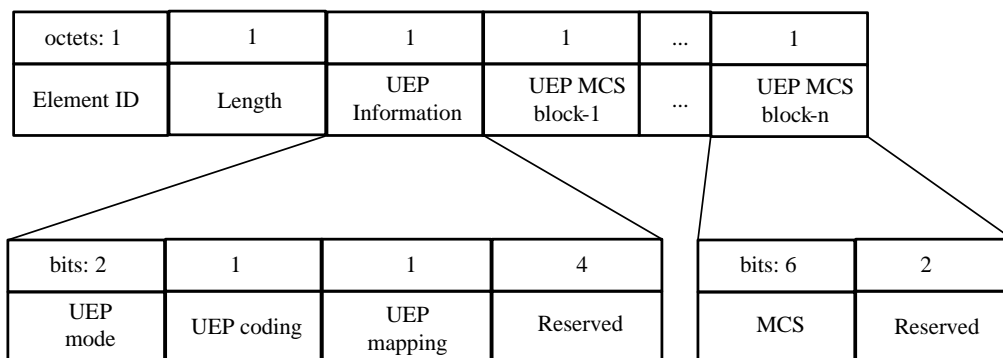 octets: 1 1 1 1 ... 1
Element ID Length UEP Information UEP MCS block-1 ... UEP MCS block-n
bits: 2 1 1 4
UEP mode UEP coding UEP mapping Reserved
bits: 6 2
MCS Reserved